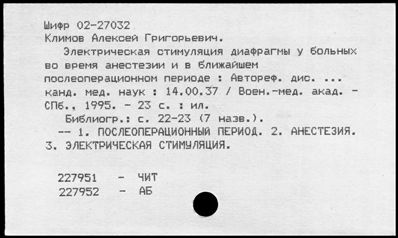 Шифр 02-27032
Климов Алексей Григорьевич.
Электрическая стимуляция диафрагмы у больных
во время анестезии и в ближайшем
послеоперационном периоде : Автореф. дис. ...
канд. мед. наук : 14.00.37 / Воен.-мед. акад. -
СПб., 1995. - 23 с. : ил.
Библиогр.: с. 22-23 (7 назв.).
-- 1. ПОСЛЕОПЕРАЦИОННЫЙ ПЕРИОД. 2. АНЕСТЕЗИЯ.
3. ЭЛЕКТРИЧЕСКАЯ СТИМУЛЯЦИЯ.
227951 - ЧИТ
227952 - АБ